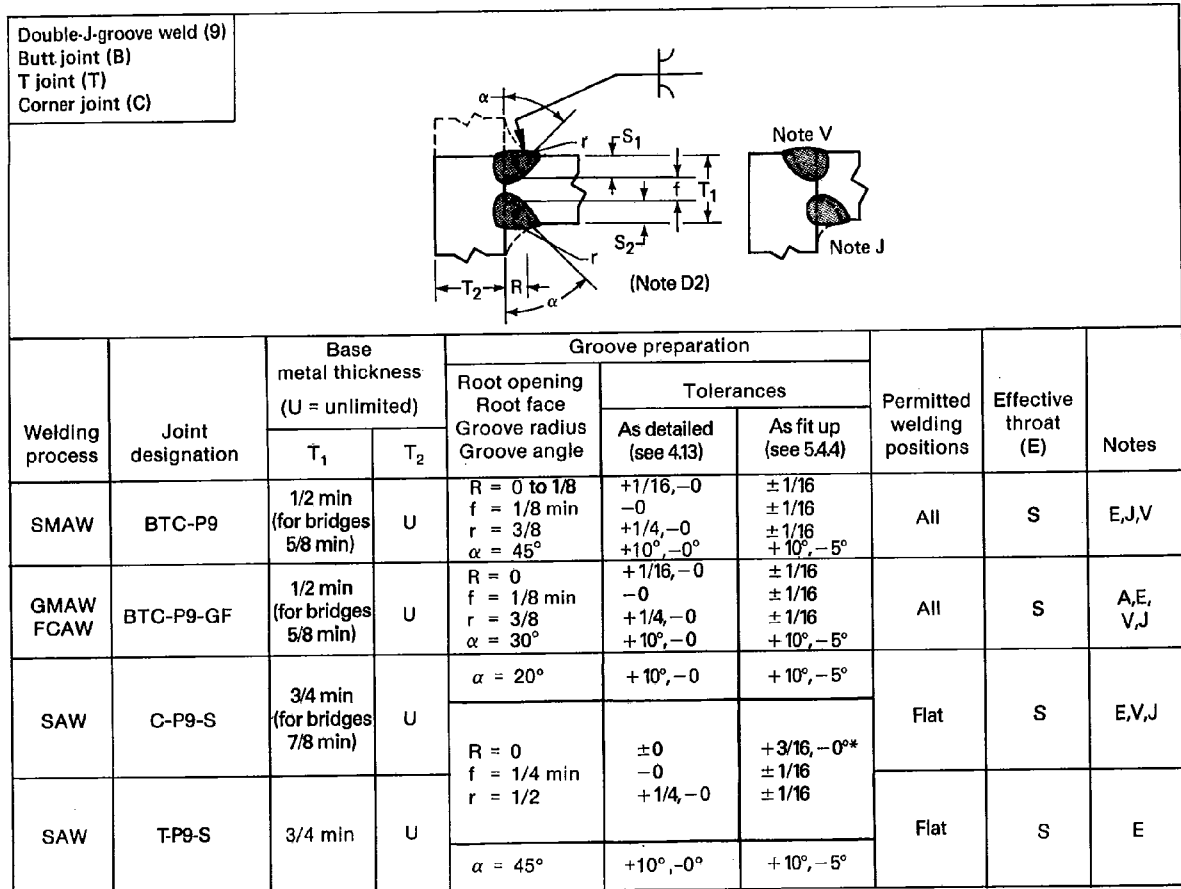 Double-J-groove weld (9)
Butt joint (B)
T joint (T)
Corner joint (C)
α
r
S1
f
T1
S2
r
T2
R
α
(Note D2)
Note V
Note J
Welding process
Joint designation
Base metal thickness
(U = unlimited)
T1
T2
Groove preparation
Root opening
Root face
Groove radius
Groove angle
Tolerances
As detailed (see 4.13)
As fit up (see 5.4.4)
Permitted welding positions
Effective throat (E)
Notes
SMAW
BTC-P9
1/2 min
(for bridges
5/8 min)
U
R = 0 to 1/8 +1/16,−0 ±1/16
f = 1/8 min −0 ±1/16
r = 3/8 +1/4,−0 ±1/16
α = 45° +10°,−0° +10°,−5°
All
S
E,J,V
GMAW
FCAW
BTC-P9-GF
1/2 min
(for bridges
5/8 min)
U
R = 0 +1/16,−0 ±1/16
f = 1/8 min −0 ±1/16
r = 3/8 +1/4,−0 ±1/16
α = 30° +10°,−0 +10°,−5°
All
S
A,E,
V,J
SAW
C-P9-S
3/4 min
(for bridges
7/8 min)
U
α = 20° +10°,−0 +10°,−5°
Flat
S
E,V,J
R = 0 ±0 +3/16,−0°*
f = 1/4 min −0 ±1/16
r = 1/2 +1/4,−0 ±1/16
SAW
T-P9-S
3/4 min
U
α = 45° +10°,-0° +10°,−5°
Flat
S
E